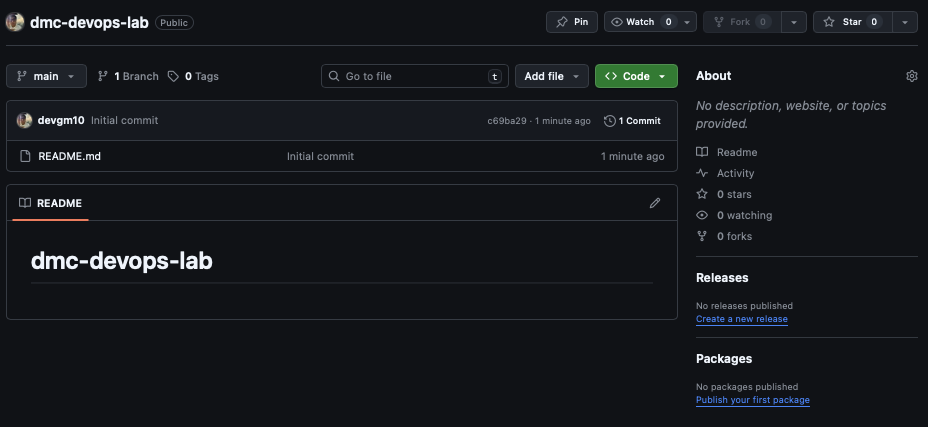 dmc-devops-lab Public Pin Watch 0 Fork 0 Star 0
main 1 Branch 0 Tags Go to file t Add file Code
devgm10 Initial commit c69ba29 · 1 minute ago 1 Commit
README.md Initial commit 1 minute ago
README
dmc-devops-lab
About
No description, website, or topics
provided.
Readme
Activity
0 stars
0 watching
0 forks
Releases
No releases published
Create a new release
Packages
No packages published
Publish your first package